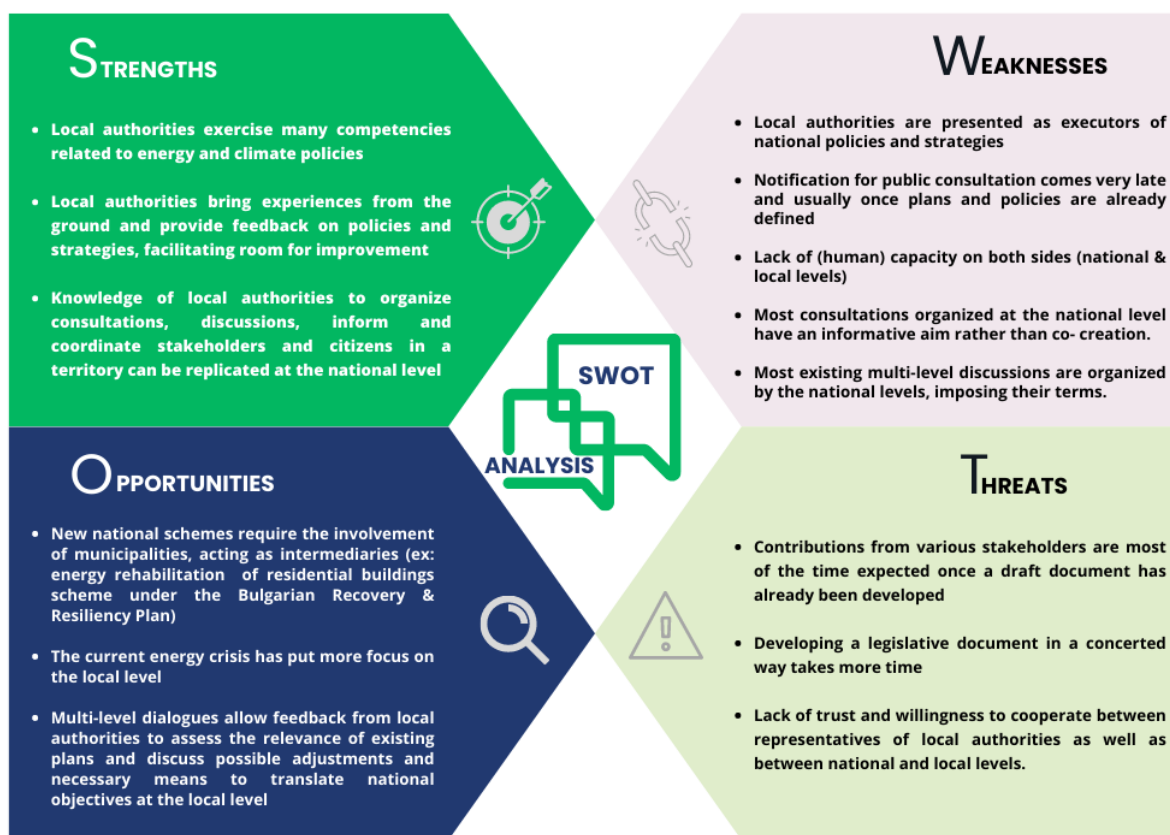 STRENGTHS
• Local authorities exercise many competencies
related to energy and climate policies
• Local authorities bring experiences from the
ground and provide feedback on policies and
strategies, facilitating room for improvement
• Knowledge of local authorities to organize
consultations, discussions, inform and
coordinate stakeholders and citizens in a
territory can be replicated at the national level
WEAKNESSES
• Local authorities are presented as executors of
national policies and strategies
• Notification for public consultation comes very late
and usually once plans and policies are already
defined
• Lack of (human) capacity on both sides (national &
local levels)
• Most consultations organized at the national level
have an informative aim rather than co- creation.
• Most existing multi-level discussions are organized
by the national levels, imposing their terms.
SWOT
ANALYSIS
OPPORTUNITIES
• New national schemes require the involvement
of municipalities, acting as intermediaries (ex:
energy rehabilitation of residential buildings
scheme under the Bulgarian Recovery &
Resiliency Plan)
• The current energy crisis has put more focus on
the local level
• Multi-level dialogues allow feedback from local
authorities to assess the relevance of existing
plans and discuss possible adjustments and
necessary means to translate national
objectives at the local level
THREATS
• Contributions from various stakeholders are most
of the time expected once a draft document has
already been developed
• Developing a legislative document in a concerted
way takes more time
• Lack of trust and willingness to cooperate between
representatives of local authorities as well as
between national and local levels.